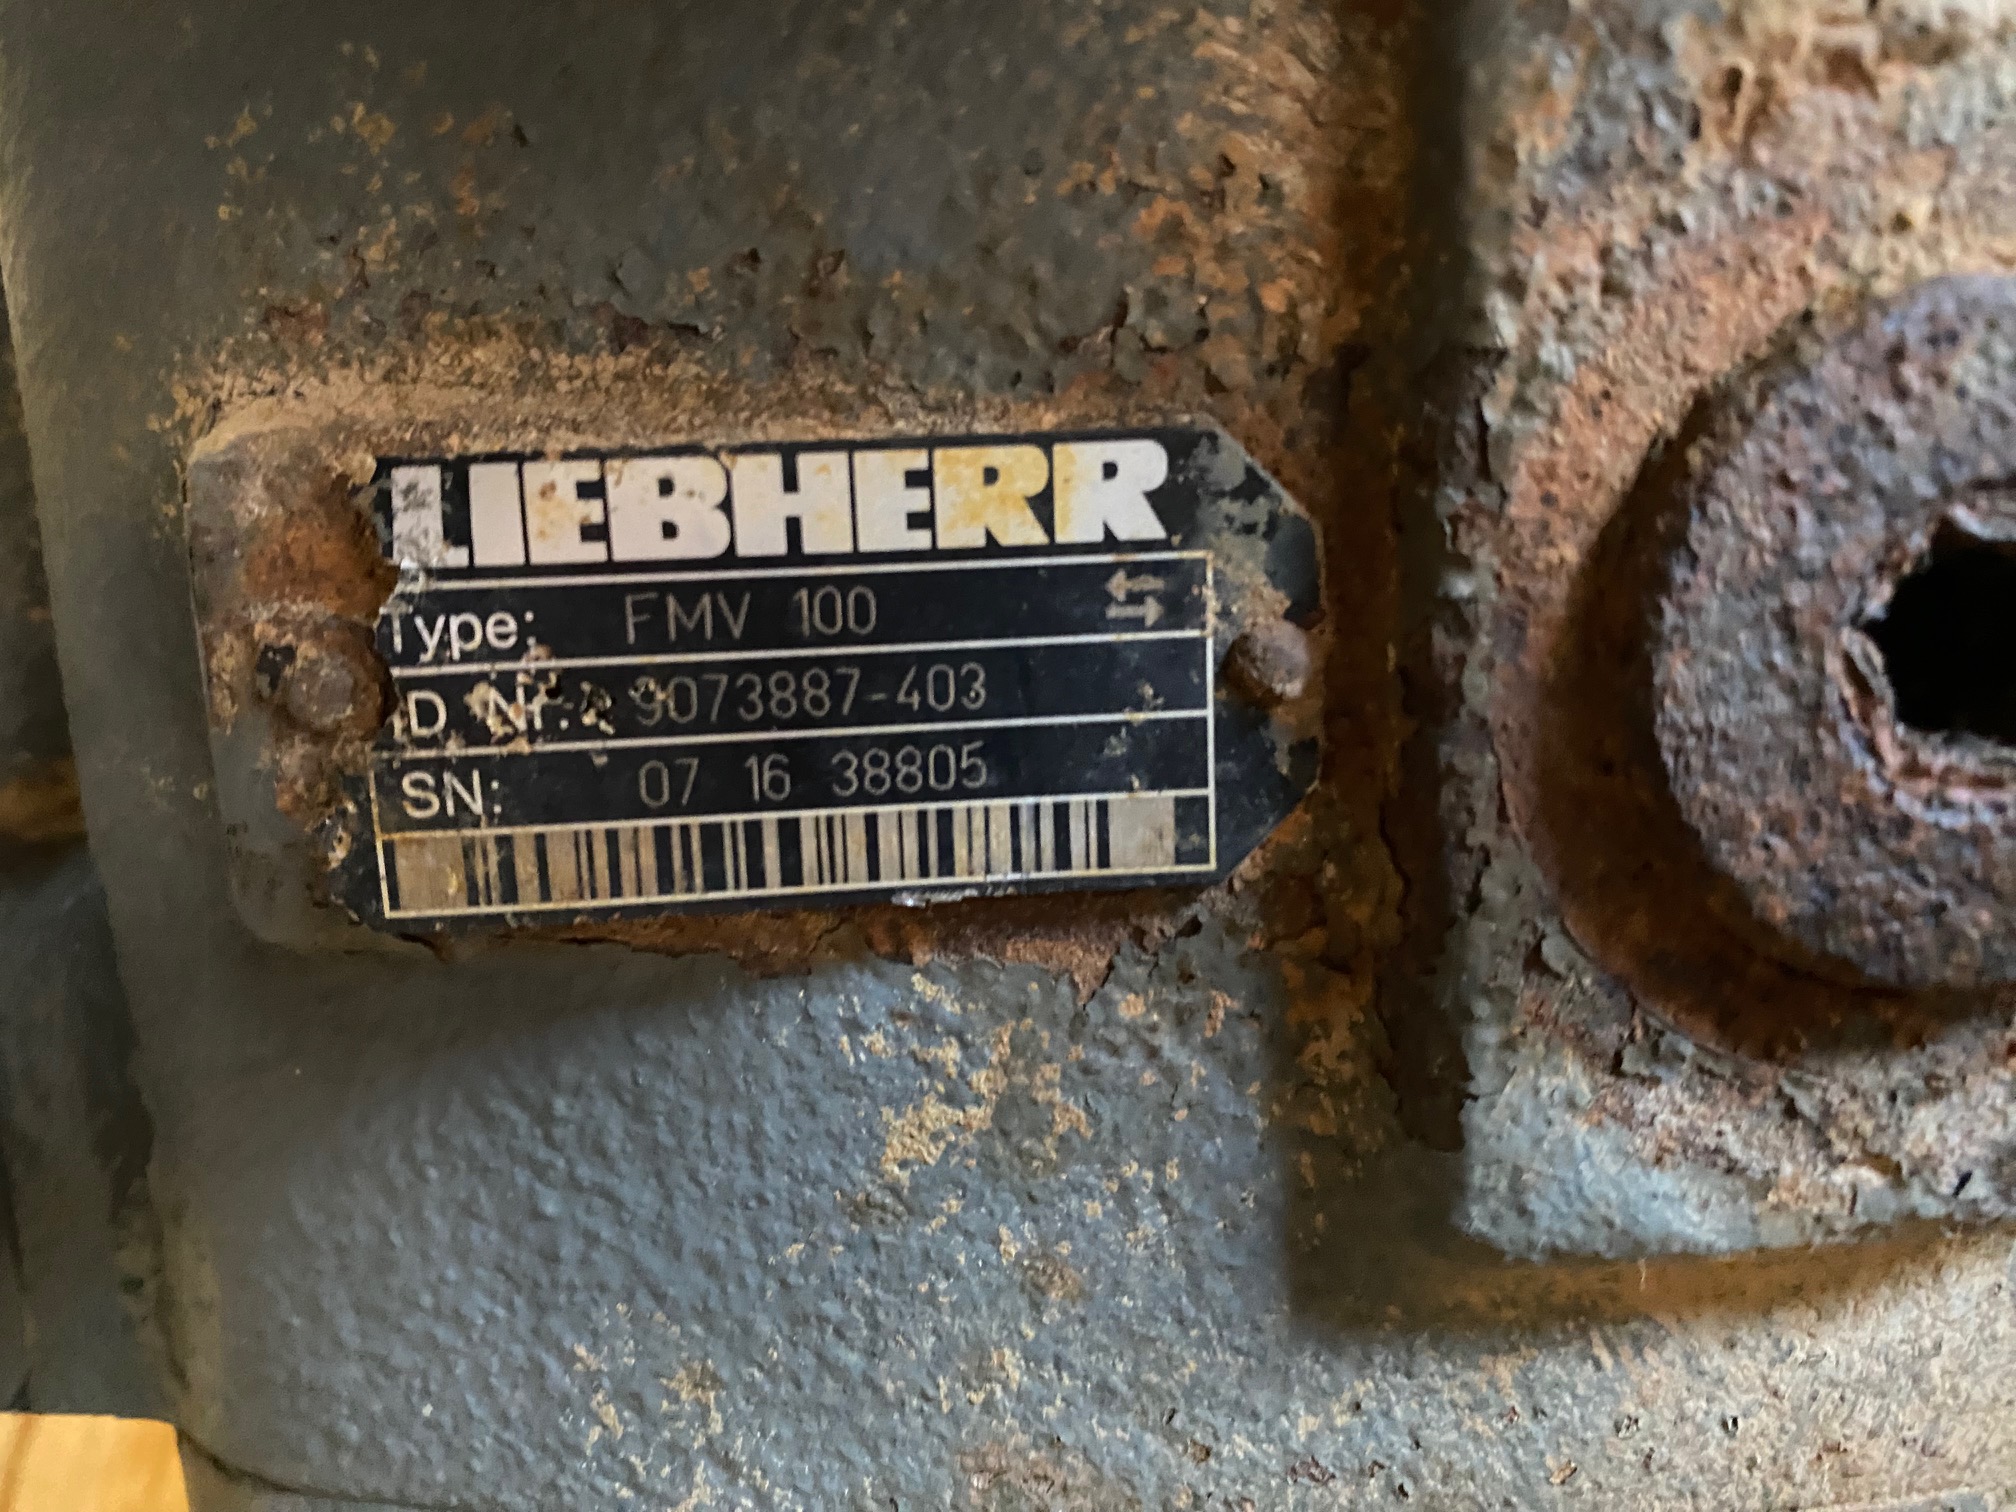 LIEBHERR
Type: FMV 100 ⇆
ID Nr.: 9073887-403
SN: 07 16 38805